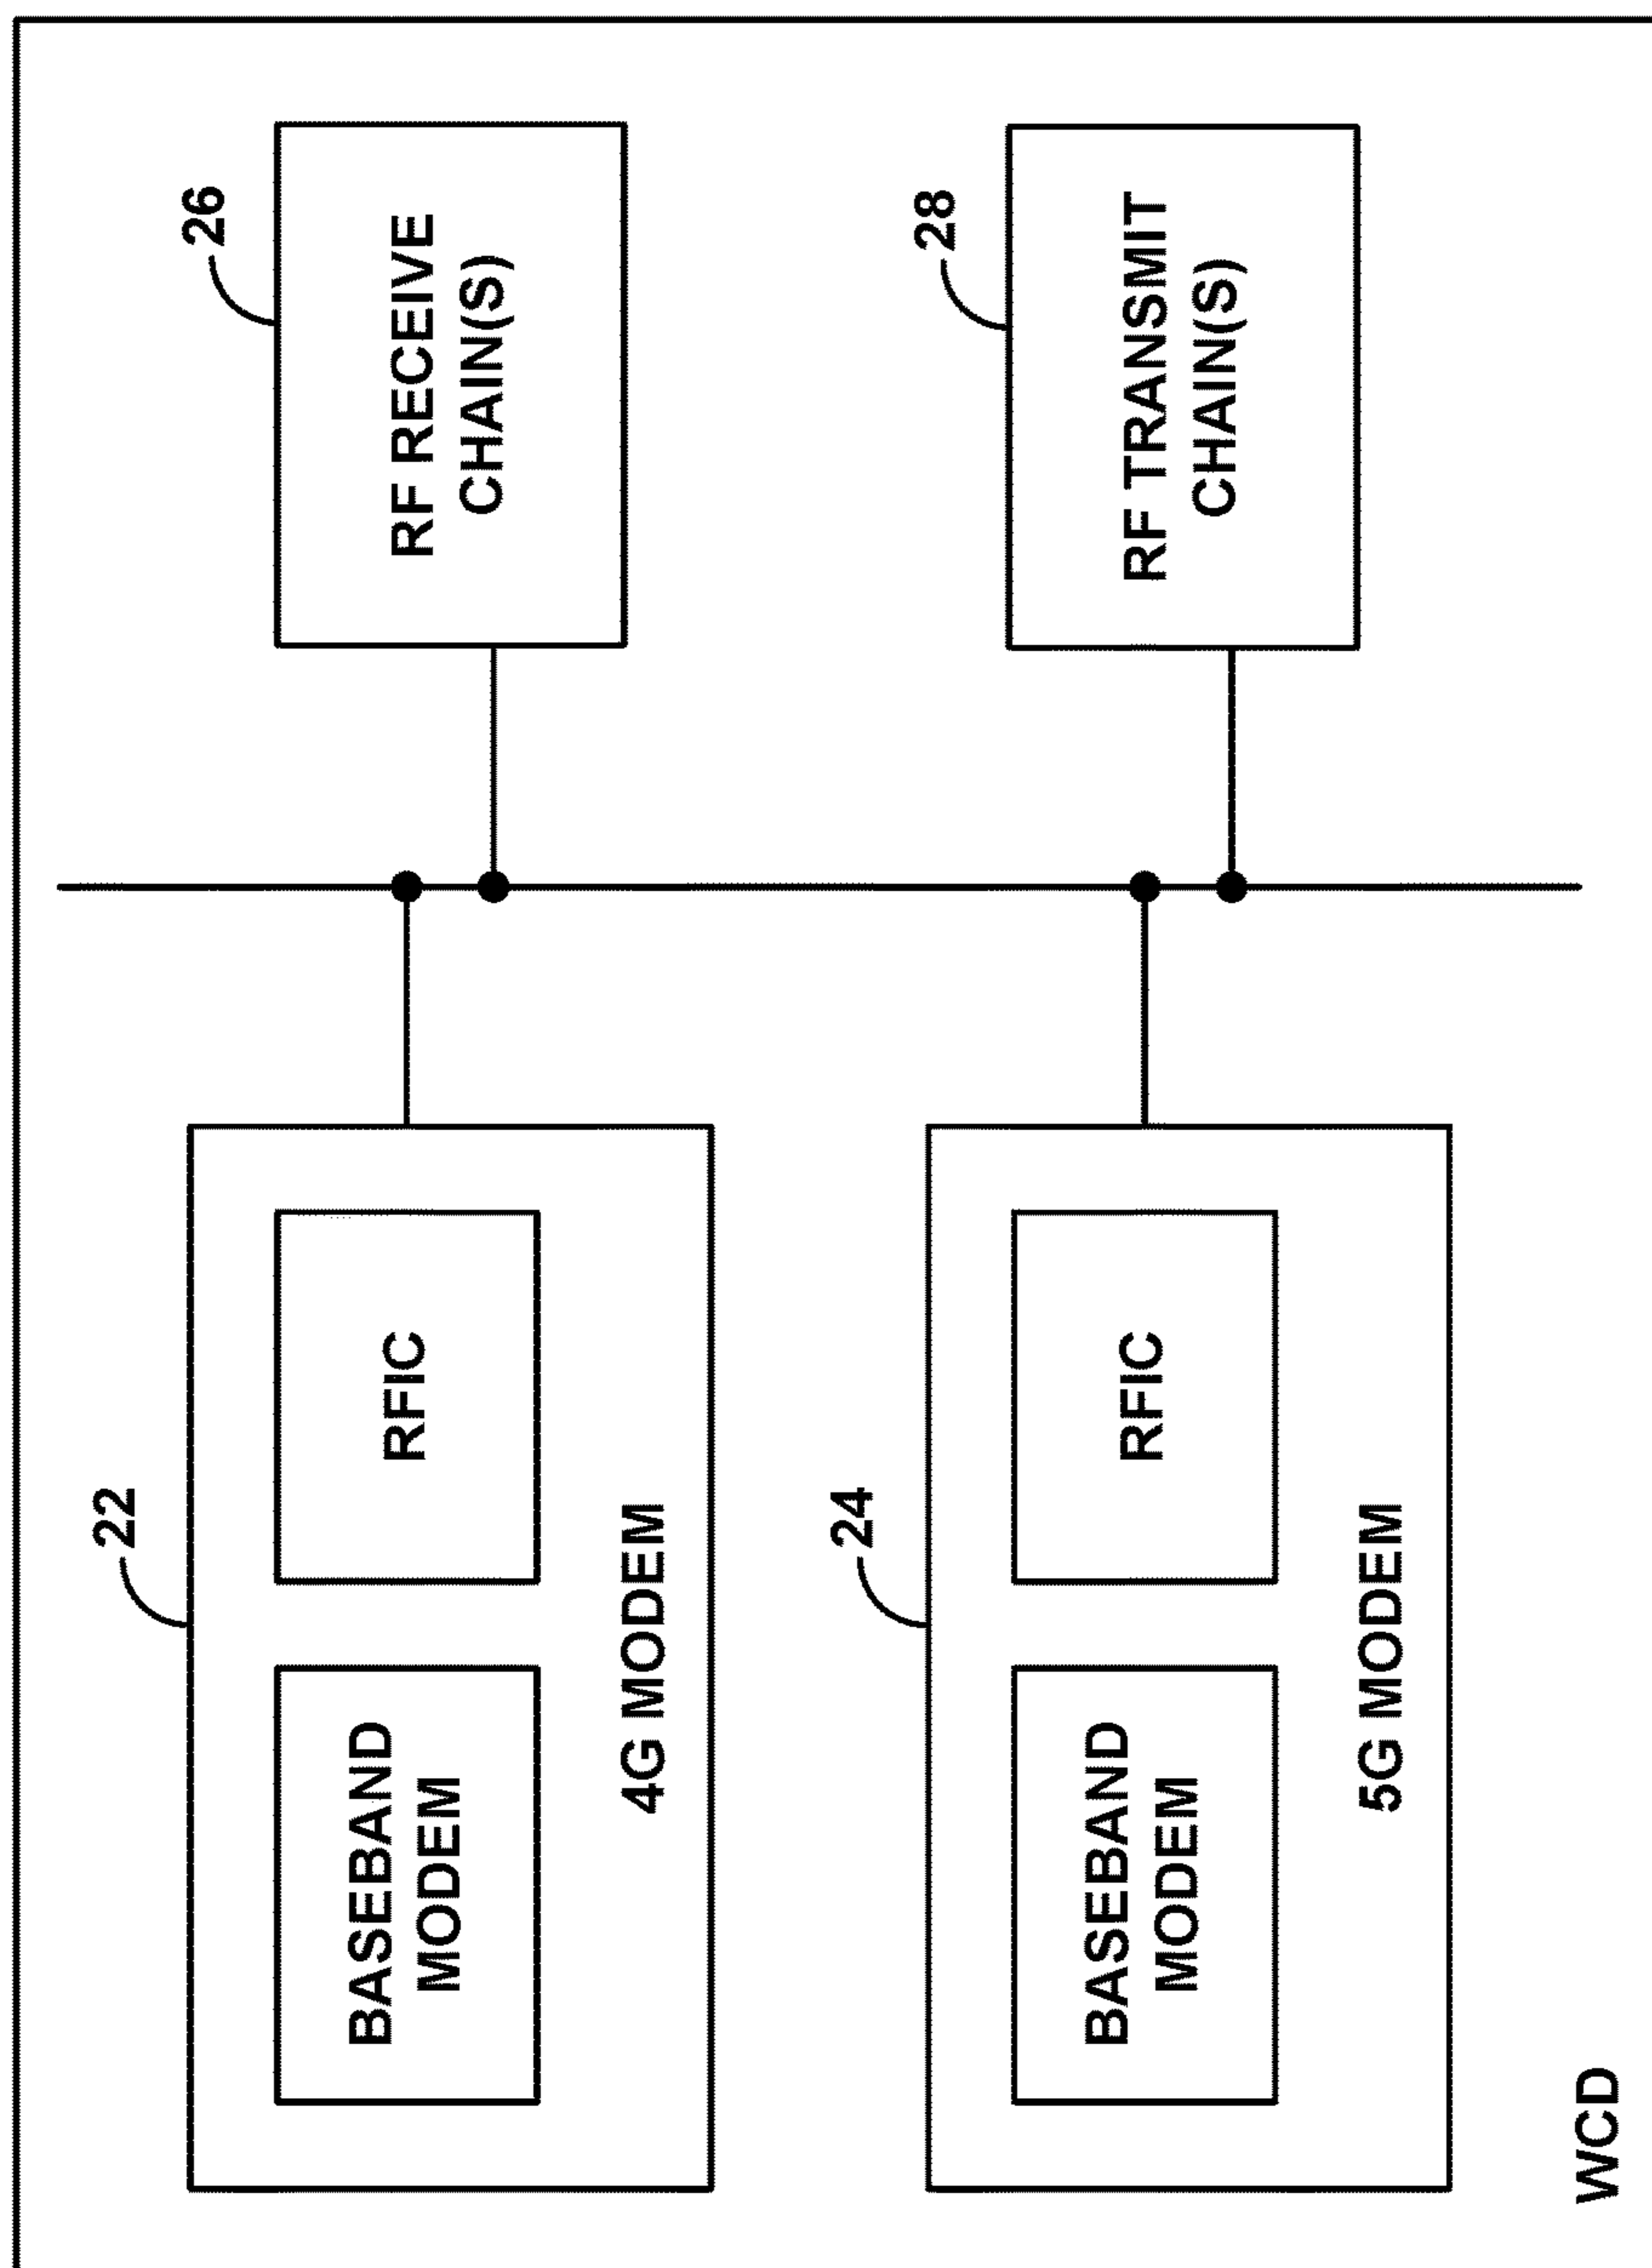 22
BASEBAND
MODEM
RFIC
4G MODEM
26
RF RECEIVE
CHAIN(S)
24
BASEBAND
MODEM
RFIC
5G MODEM
28
RF TRANSMIT
CHAIN(S)
WCD